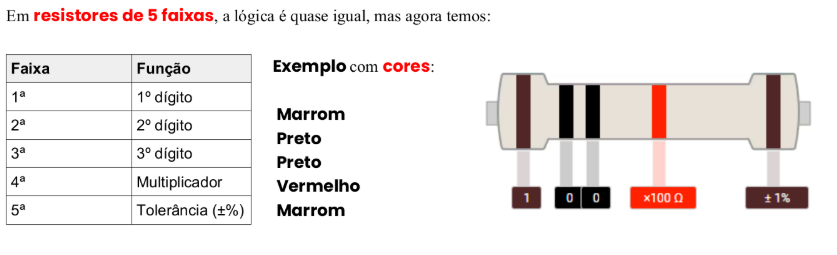 Em resistores de 5 faixas, a lógica é quase igual, mas agora temos:
Faixa Função
1ª 1º dígito
2ª 2º dígito
3ª 3º dígito
4ª Multiplicador
5ª Tolerância (±%)
Exemplo com cores:
Marrom
Preto
Preto
Vermelho
Marrom
1 0 0 ×100 Ω ± 1%